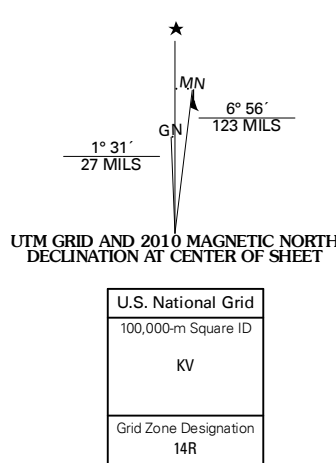 ★
MN
6° 56´
123 MILS
GN
1° 31´
27 MILS
UTM GRID AND 2010 MAGNETIC NORTH
DECLINATION AT CENTER OF SHEET
U.S. National Grid
100,000-m Square ID
KV
Grid Zone Designation
14R